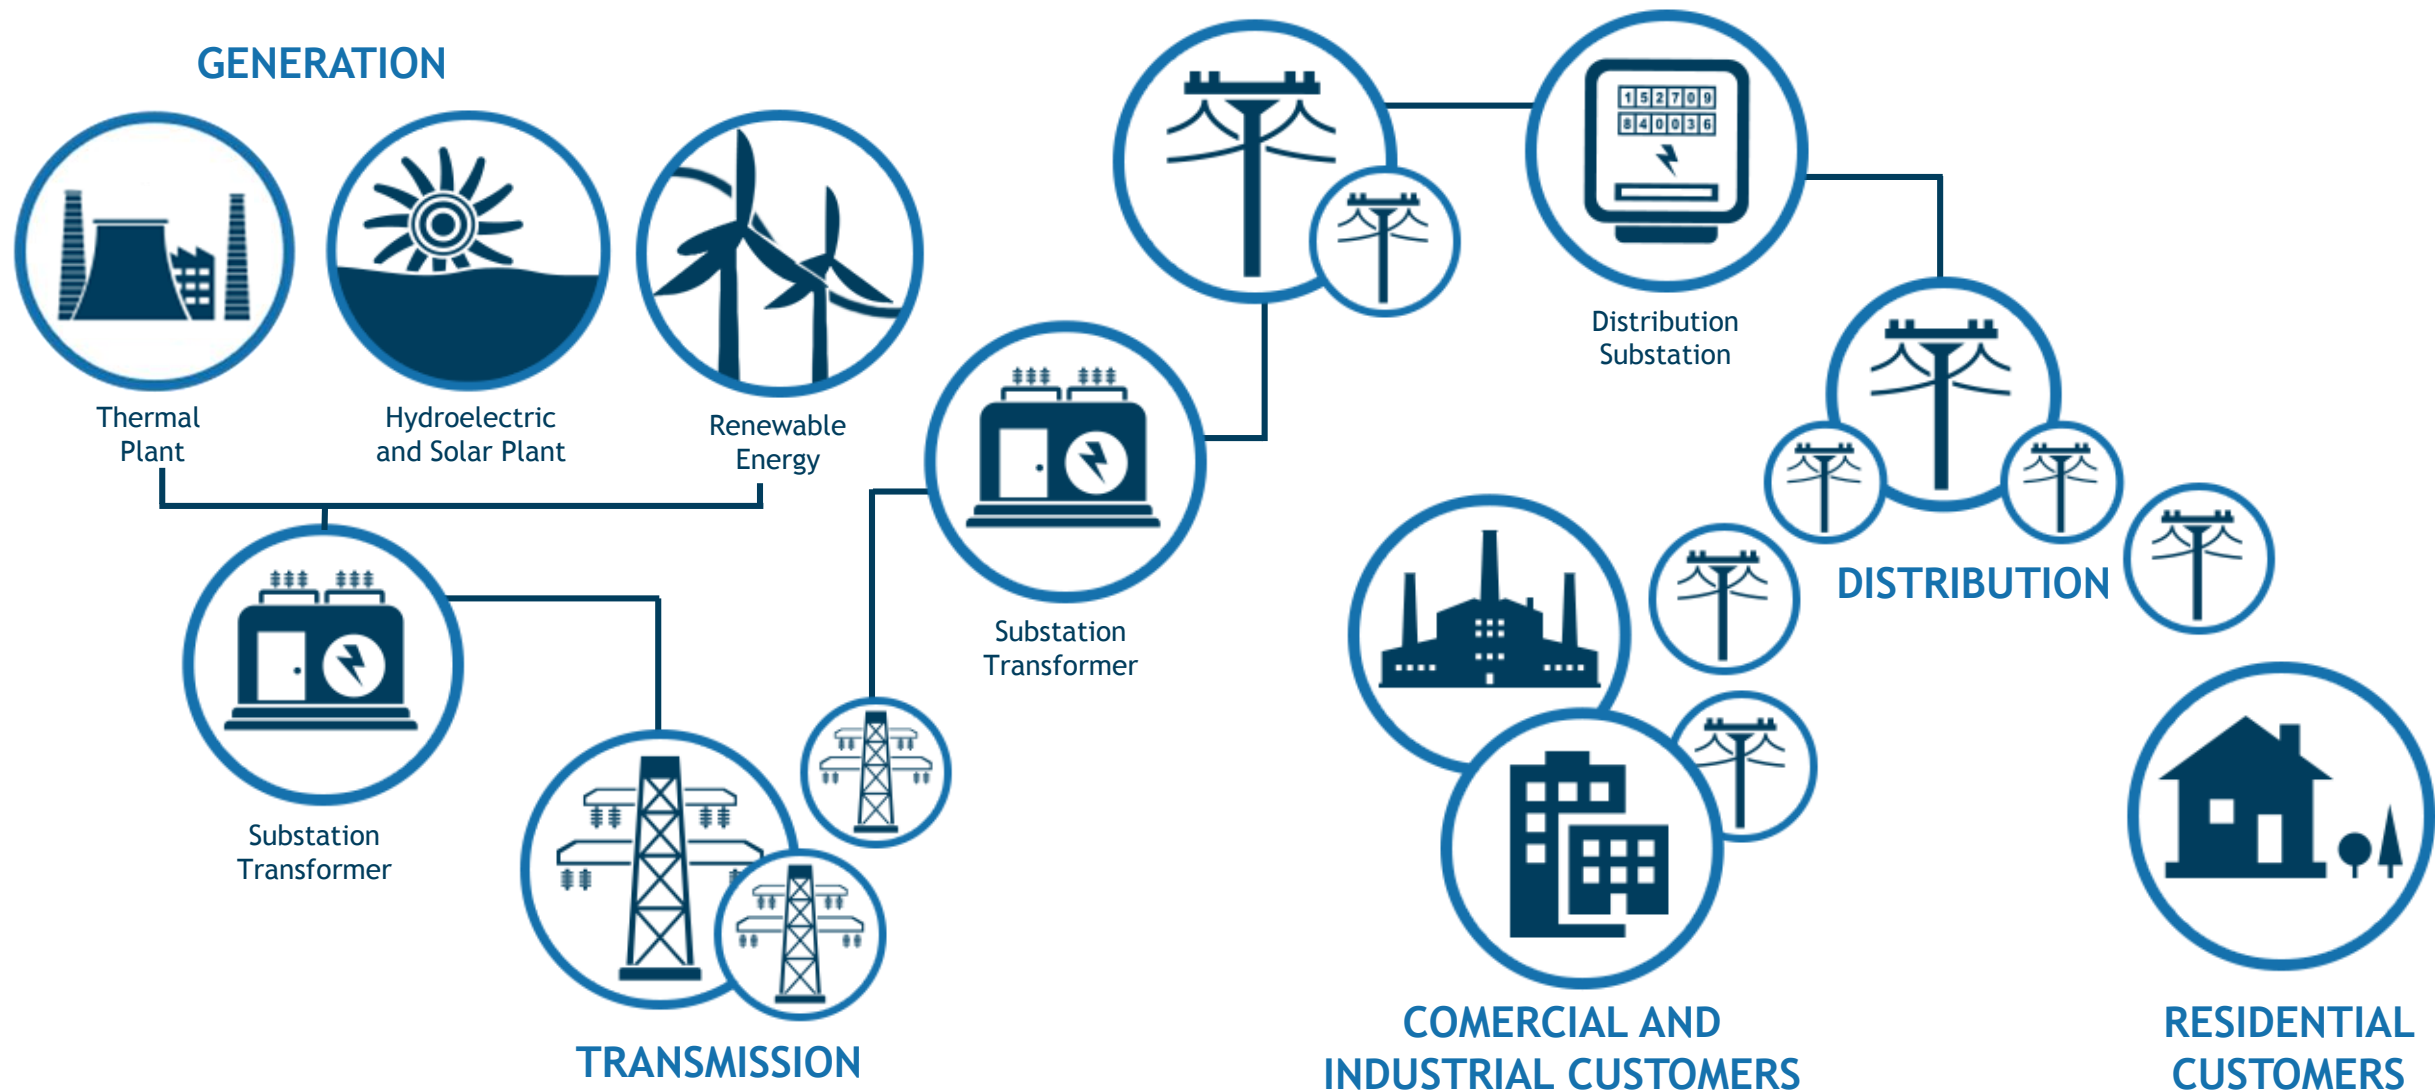 GENERATION
Thermal
Plant
Hydroelectric
and Solar Plant
Renewable
Energy
Substation
Transformer
TRANSMISSION
Substation
Transformer
152709
840036
Distribution
Substation
DISTRIBUTION
COMERCIAL AND
INDUSTRIAL CUSTOMERS
RESIDENTIAL
CUSTOMERS